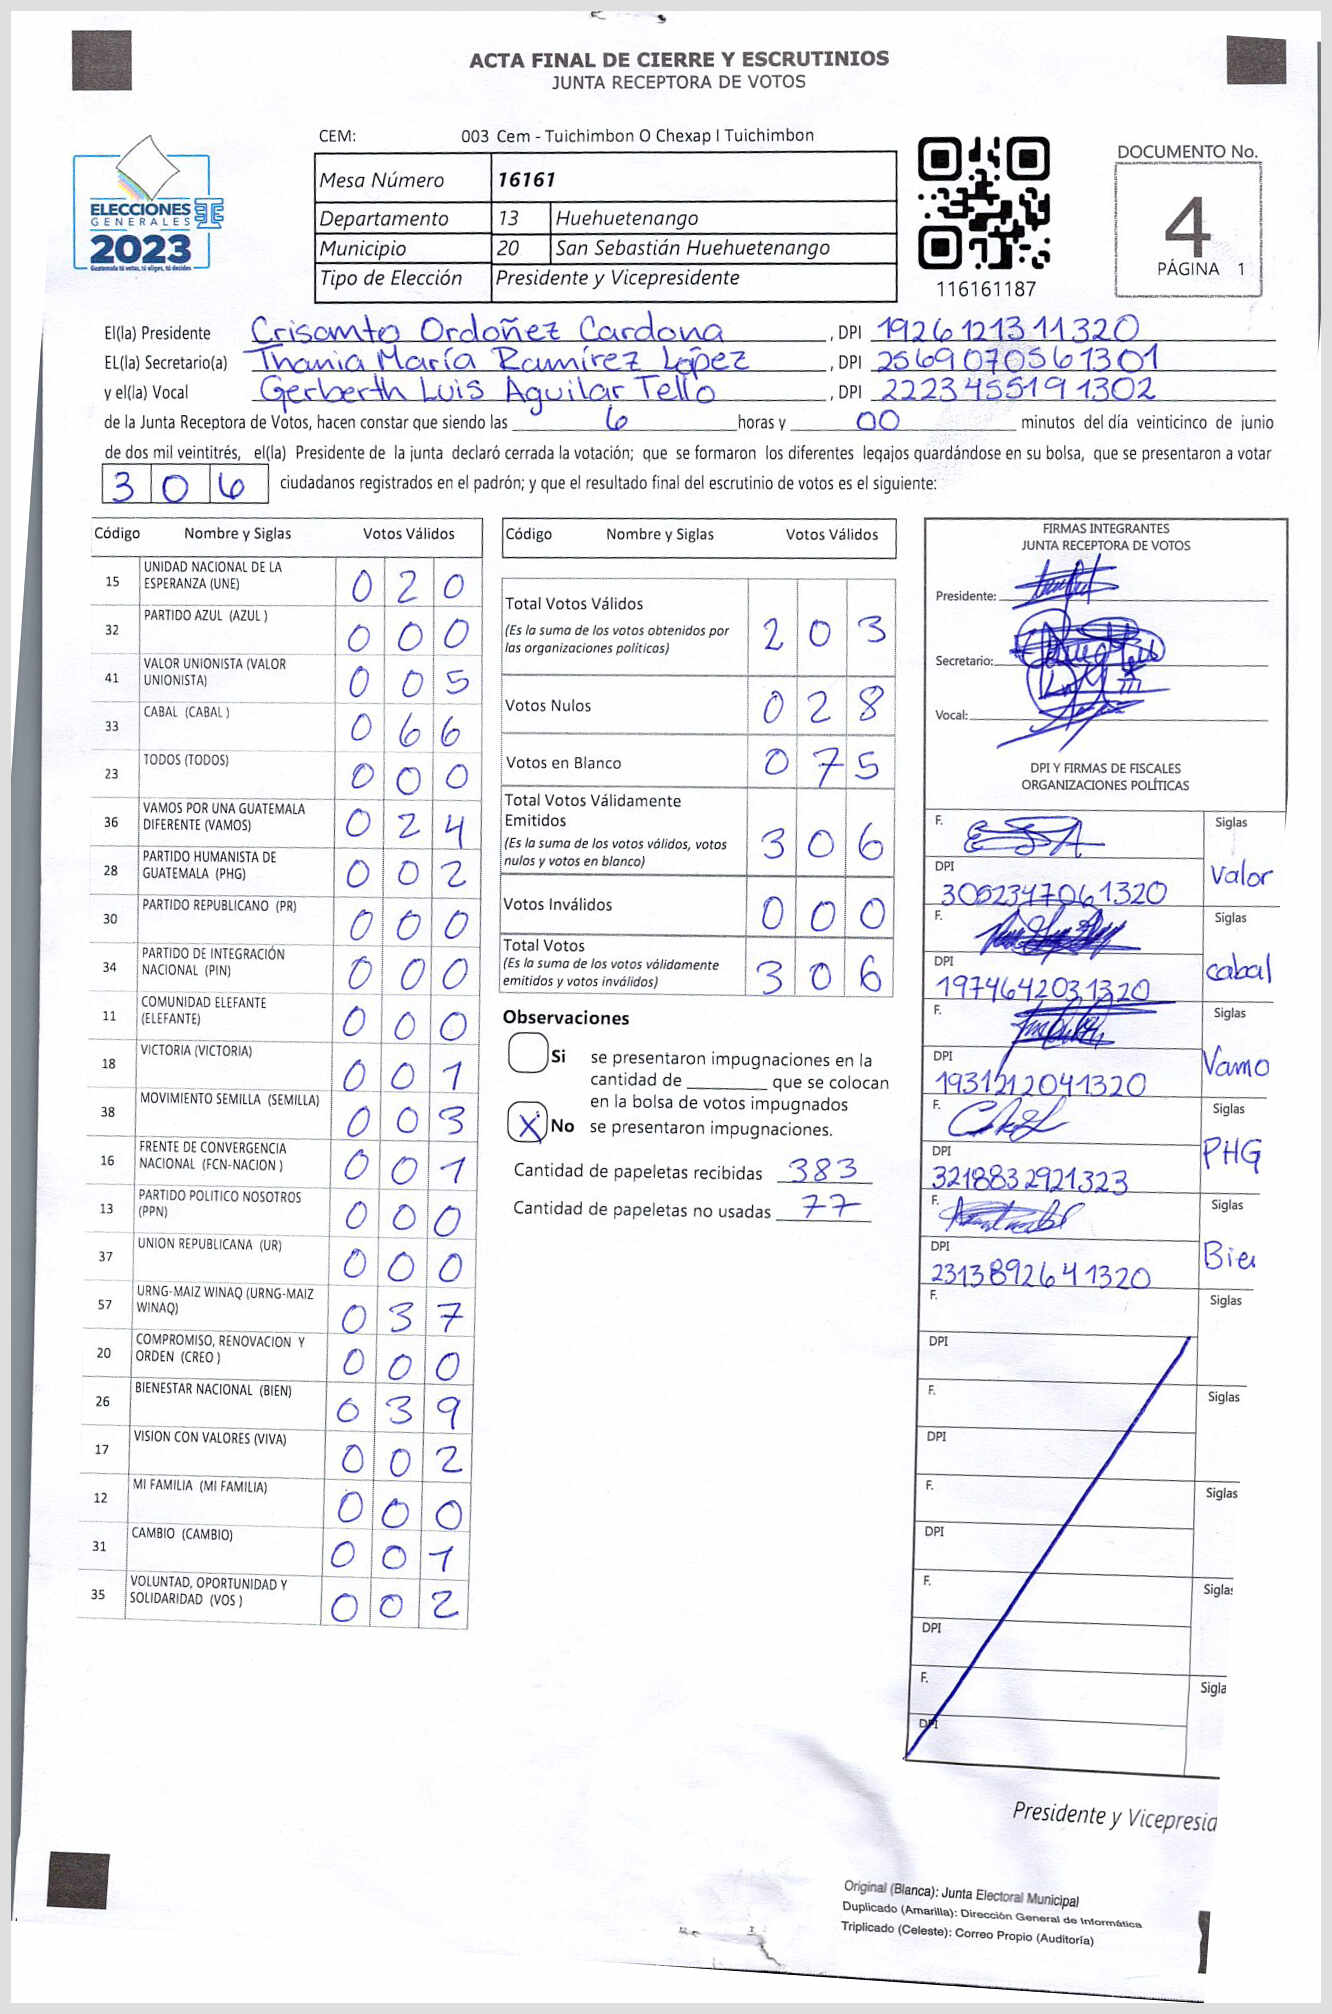 ACTA FINAL DE CIERRE Y ESCRUTINIOS
JUNTA RECEPTORA DE VOTOS
CEM: 003 Cem - Tuichimbon O Chexap I Tuichimbon
ELECCIONES
GENERALES
2023
Guatemala tú votas, tú eliges, tú decides
Mesa Número 16161
Departamento 13 Huehuetenango
Municipio 20 San Sebastián Huehuetenango
Tipo de Elección Presidente y Vicepresidente
116161187
DOCUMENTO No.
4
PÁGINA 1
El(la) Presidente Crisomto Ordoñez Cardona, DPI 1926121311320
EL(la) Secretario(a) Thania María Ramírez López, DPI 2569070561301
y el(la) Vocal Gerberth Luis Aguilar Tello, DPI 2223455191302
de la Junta Receptora de Votos, hacen constar que siendo las 6 horas y 00 minutos del día veinticinco de junio
de dos mil veintitrés, el(la) Presidente de la junta declaró cerrada la votación; que se formaron los diferentes legajos guardándose en su bolsa, que se presentaron a votar
306 ciudadanos registrados en el padrón; y que el resultado final del escrutinio de votos es el siguiente:
Código Nombre y Siglas Votos Válidos
15 UNIDAD NACIONAL DE LA
ESPERANZA (UNE) 0 2 0
32 PARTIDO AZUL (AZUL ) 0 0 0
41 VALOR UNIONISTA (VALOR
UNIONISTA) 0 0 5
33 CABAL (CABAL ) 0 6 6
23 TODOS (TODOS) 0 0 0
36 VAMOS POR UNA GUATEMALA
DIFERENTE (VAMOS) 0 2 4
28 PARTIDO HUMANISTA DE
GUATEMALA (PHG) 0 0 2
30 PARTIDO REPUBLICANO (PR) 0 0 0
34 PARTIDO DE INTEGRACIÓN
NACIONAL (PIN) 0 0 0
11 COMUNIDAD ELEFANTE
(ELEFANTE) 0 0 0
18 VICTORIA (VICTORIA) 0 0 1
38 MOVIMIENTO SEMILLA (SEMILLA) 0 0 3
16 FRENTE DE CONVERGENCIA
NACIONAL (FCN-NACION ) 0 0 1
13 PARTIDO POLITICO NOSOTROS
(PPN) 0 0 0
37 UNION REPUBLICANA (UR) 0 0 0
57 URNG-MAIZ WINAQ (URNG-MAIZ
WINAQ) 0 3 7
20 COMPROMISO, RENOVACION Y
ORDEN (CREO ) 0 0 0
26 BIENESTAR NACIONAL (BIEN) 0 3 9
17 VISION CON VALORES (VIVA) 0 0 2
12 MI FAMILIA (MI FAMILIA) 0 0 0
31 CAMBIO (CAMBIO) 0 0 1
35 VOLUNTAD, OPORTUNIDAD Y
SOLIDARIDAD (VOS ) 0 0 2
Código Nombre y Siglas Votos Válidos
Total Votos Válidos 2 0 3
(Es la suma de los votos obtenidos por
las organizaciones políticas)
Votos Nulos 0 2 8
Votos en Blanco 0 7 5
Total Votos Válidamente
Emitidos 3 0 6
(Es la suma de los votos válidos, votos
nulos y votos en blanco)
Votos Inválidos 0 0 0
Total Votos 3 0 6
(Es la suma de los votos válidamente
emitidos y votos inválidos)
Observaciones
Si se presentaron impugnaciones en la
cantidad de ________ que se colocan
en la bolsa de votos impugnados
X No se presentaron impugnaciones.
Cantidad de papeletas recibidas 383
Cantidad de papeletas no usadas 77
FIRMAS INTEGRANTES
JUNTA RECEPTORA DE VOTOS
Presidente:
Secretario:
Vocal:
DPI Y FIRMAS DE FISCALES
ORGANIZACIONES POLÍTICAS
F. Siglas
DPI Valor
3062347061320
F. Siglas
DPI cabal
1974642031320
F. Siglas
DPI Vamo
1931212041320
F. Siglas
DPI PHG
3218832921323
F. Siglas
DPI Bien
2313892641320
F. Siglas
DPI
F. Siglas
DPI
F. Siglas
DPI
F. Siglas
DPI
F. Sigla
DPI
Presidente y Vicepresid
Original (Blanca): Junta Electoral Municipal
Duplicado (Amarilla): Dirección General de Informática
Triplicado (Celeste): Correo Propio (Auditoría)